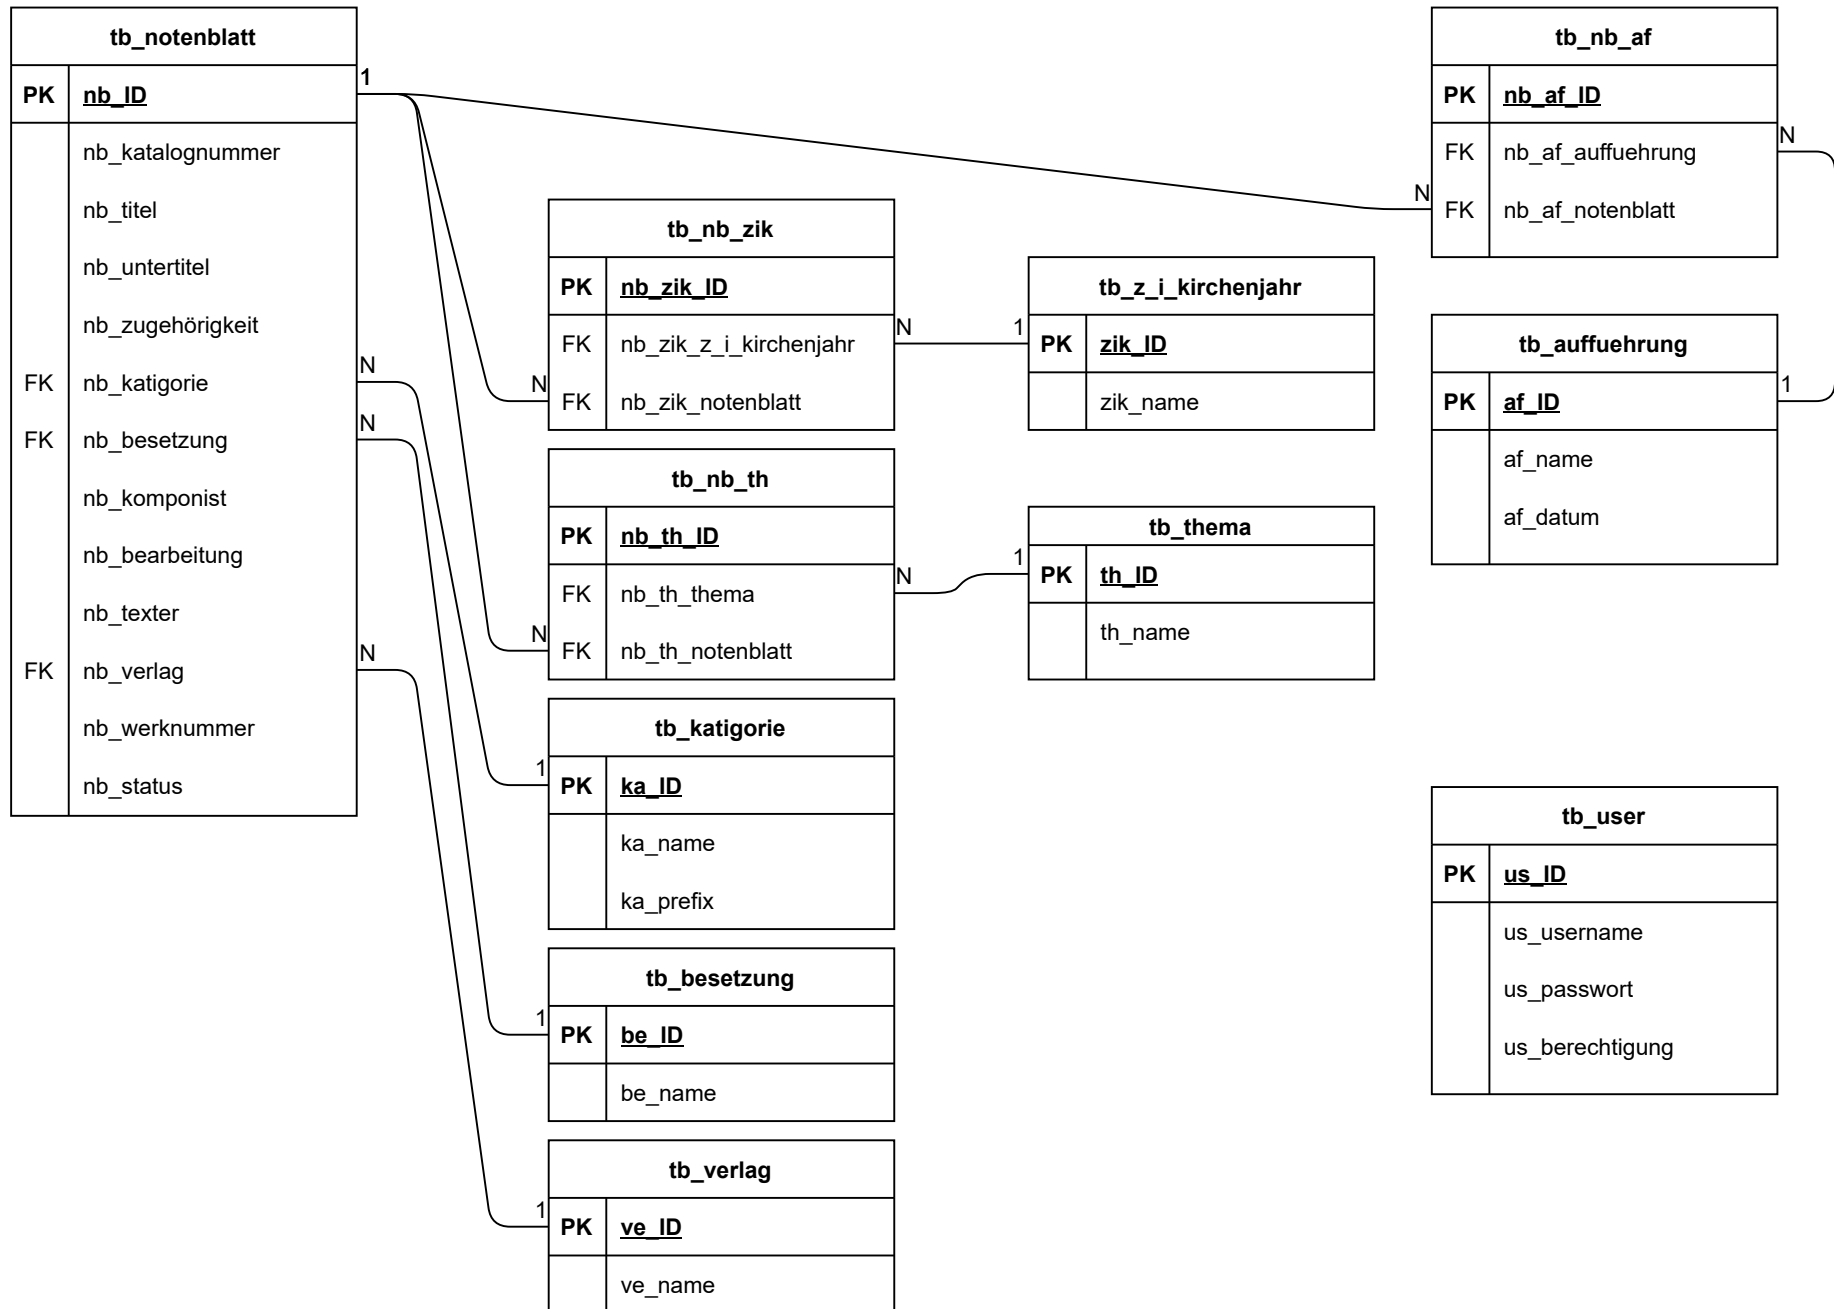 tb_notenblatt
PK nb_ID
nb_katalognummer
nb_titel
nb_untertitel
nb_zugehörigkeit
FK nb_katigorie
FK nb_besetzung
nb_komponist
nb_bearbeitung
nb_texter
FK nb_verlag
nb_werknummer
nb_status
1
N
N
N
tb_nb_zik
PK nb_zik_ID
FK nb_zik_z_i_kirchenjahr
FK nb_zik_notenblatt
N
N
1
tb_z_i_kirchenjahr
PK zik_ID
zik_name
tb_nb_th
PK nb_th_ID
FK nb_th_thema
FK nb_th_notenblatt
N
N
1
tb_thema
PK th_ID
th_name
tb_katigorie
1
PK ka_ID
ka_name
ka_prefix
tb_besetzung
1
PK be_ID
be_name
tb_verlag
1
PK ve_ID
ve_name
tb_nb_af
PK nb_af_ID
FK nb_af_auffuehrung
FK nb_af_notenblatt
N
N
tb_auffuehrung
PK af_ID
af_name
af_datum
1
tb_user
PK us_ID
us_username
us_passwort
us_berechtigung